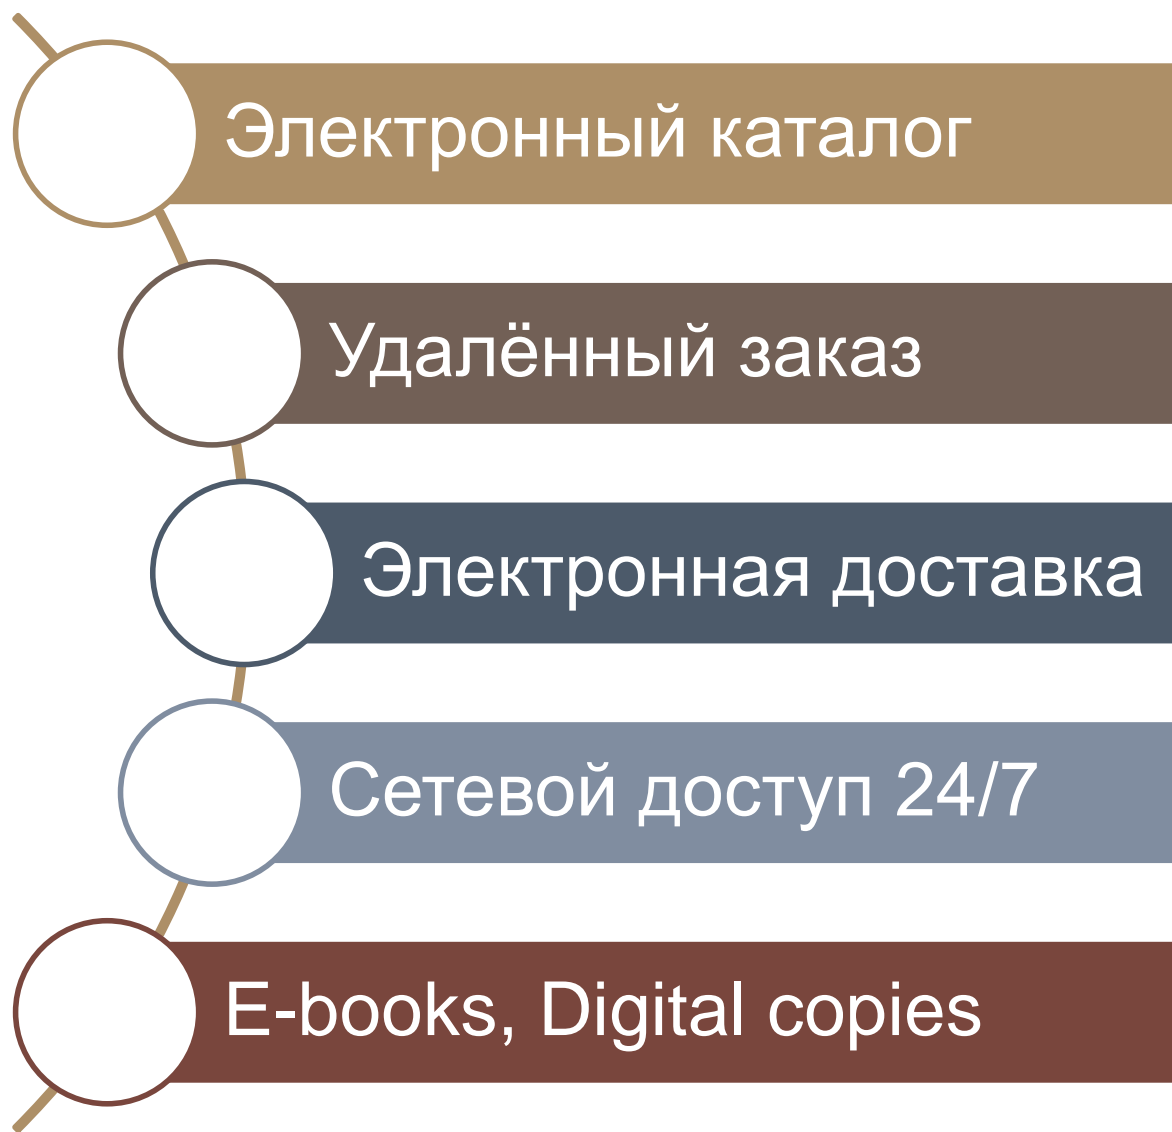 Электронный каталог
Удалённый заказ
Электронная доставка
Сетевой доступ 24/7
E-books, Digital copies